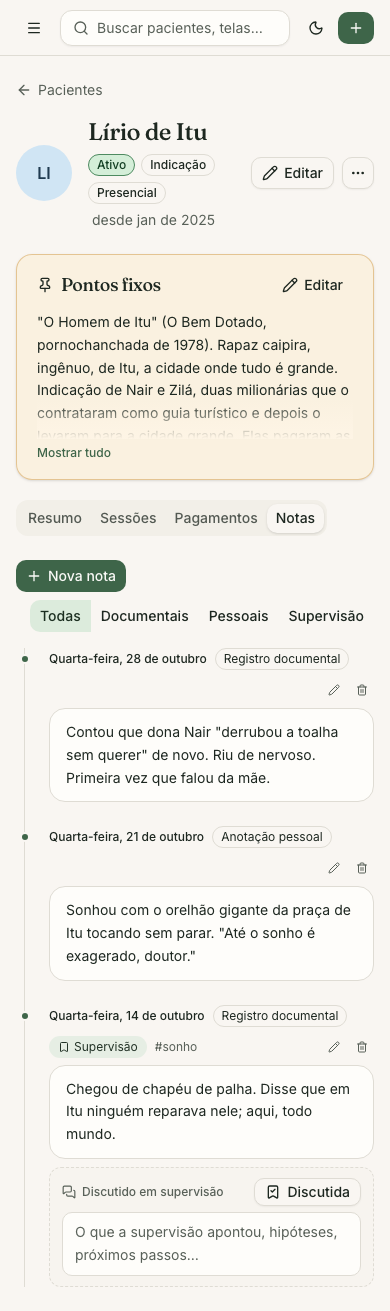 Buscar pacientes, telas...
Pacientes
Lírio de Itu
LI
Ativo
Indicação
Presencial
desde jan de 2025
Editar
Pontos fixos
Editar
"O Homem de Itu" (O Bem Dotado,
pornochanchada de 1978). Rapaz caipira,
ingênuo, de Itu, a cidade onde tudo é grande.
Indicação de Nair e Zilá, duas milionárias que o
contrataram como guia turístico e depois o
levaram para a cidade grande. Elas pagaram as
Mostrar tudo
Resumo Sessões Pagamentos Notas
Nova nota
Todas Documentais Pessoais Supervisão
Quarta-feira, 28 de outubro Registro documental
Contou que dona Nair "derrubou a toalha
sem querer" de novo. Riu de nervoso.
Primeira vez que falou da mãe.
Quarta-feira, 21 de outubro Anotação pessoal
Sonhou com o orelhão gigante da praça de
Itu tocando sem parar. "Até o sonho é
exagerado, doutor."
Quarta-feira, 14 de outubro Registro documental
Supervisão #sonho
Chegou de chapéu de palha. Disse que em
Itu ninguém reparava nele; aqui, todo
mundo.
Discutido em supervisão Discutida
O que a supervisão apontou, hipóteses,
próximos passos...